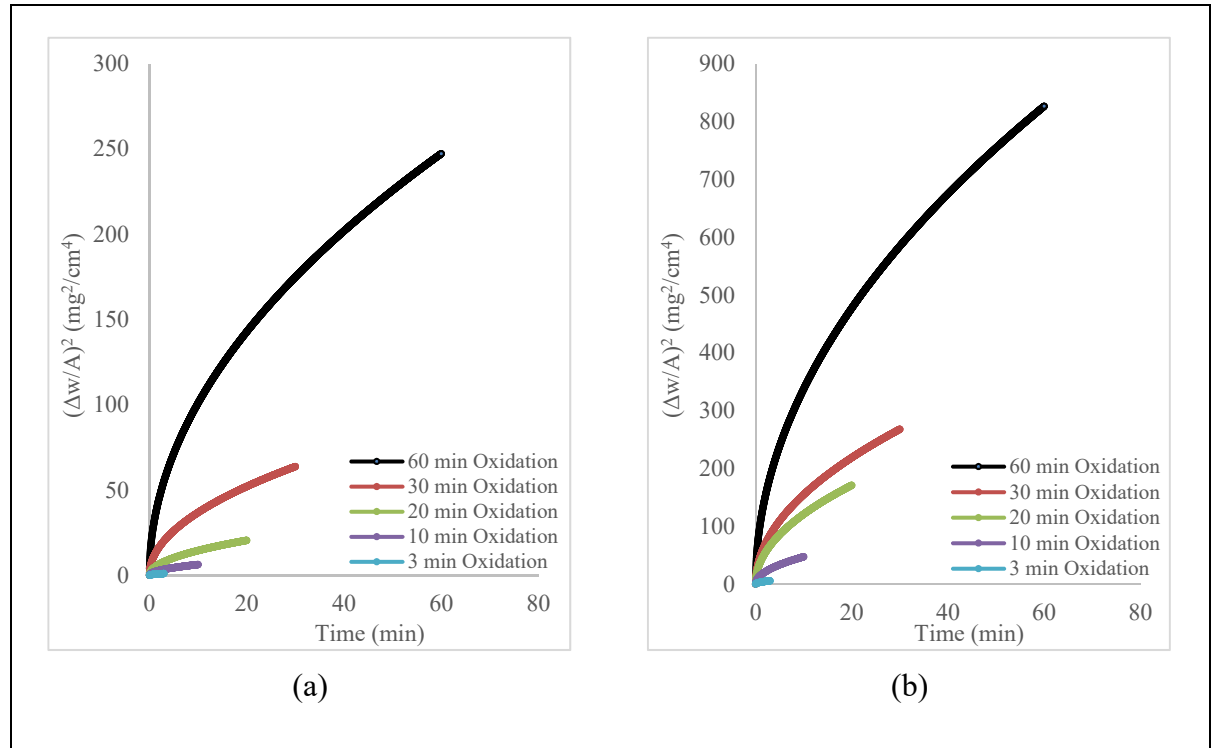 300
250
200
150
100
50
0
(Δw/A)² (mg²/cm⁴)
60 min Oxidation
30 min Oxidation
20 min Oxidation
10 min Oxidation
3 min Oxidation
0 20 40 60 80
Time (min)
(a)
900
800
700
600
500
400
300
200
100
0
(Δw/A)² (mg²/cm⁴)
60 min Oxidation
30 min Oxidation
20 min Oxidation
10 min Oxidation
3 min Oxidation
0 20 40 60 80
Time (min)
(b)